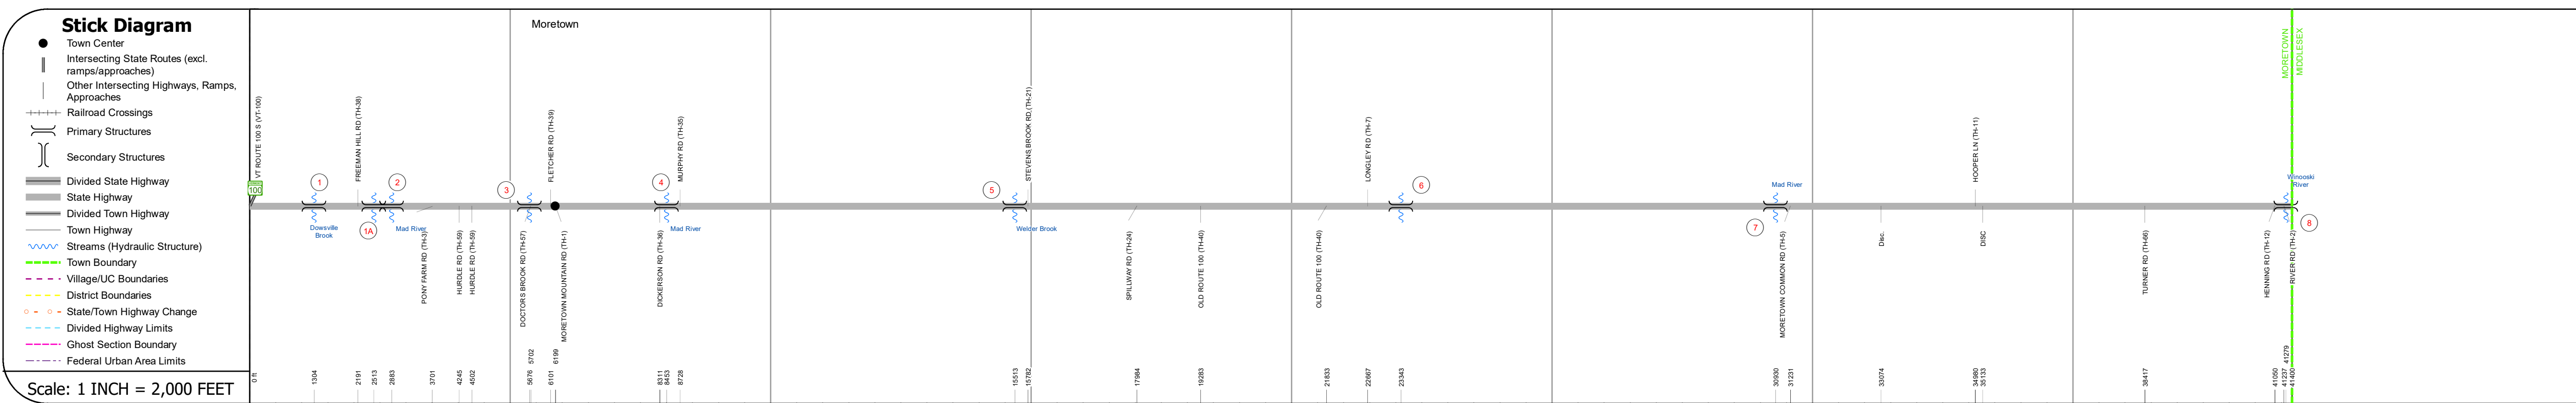 Stick Diagram
Town Center
Intersecting State Routes (excl.
ramps/approaches)
Other Intersecting Highways, Ramps,
Approaches
Railroad Crossings
Primary Structures
Secondary Structures
Divided State Highway
State Highway
Divided Town Highway
Town Highway
Streams (Hydraulic Structure)
Town Boundary
Village/UC Boundaries
District Boundaries
State/Town Highway Change
Divided Highway Limits
Ghost Section Boundary
Federal Urban Area Limits
Scale: 1 INCH = 2,000 FEET
Moretown
MORETOWN
MIDDLESEX
VT ROUTE 100 S (VT-100)
FREEMAN HILL RD (TH-38)
FLETCHER RD (TH-39)
MURPHY RD (TH-35)
STEVENS BROOK RD (TH-21)
LONGLEY RD (TH-7)
HOOPER LN (TH-11)
100
1
2
3
4
5
6
Mad River
Winooski
River
Dowsville
Brook
1A
Mad River
Mad River
Welder Brook
7
8
PONY FARM RD (TH-3)
HURDLE RD (TH-59)
HURDLE RD (TH-59)
DOCTORS BROOK RD (TH-57)
MORETOWN MOUNTAIN RD (TH-1)
DICKERSON RD (TH-36)
SPILLWAY RD (TH-24)
OLD ROUTE 100 (TH-40)
OLD ROUTE 100 (TH-40)
MORETOWN COMMON RD (TH-5)
Disc.
DISC
TURNER RD (TH-66)
HENNING RD (TH-12)
RIVER RD (TH-2)
0 ft
1304
2191
2513
2883
3701
4245
4502
5676
5702
6101
6199
8311
8453
8728
15513
15782
17984
19283
21833
22667
23343
30930
31231
33074
34980
35133
38417
41050
41237
41279
41400